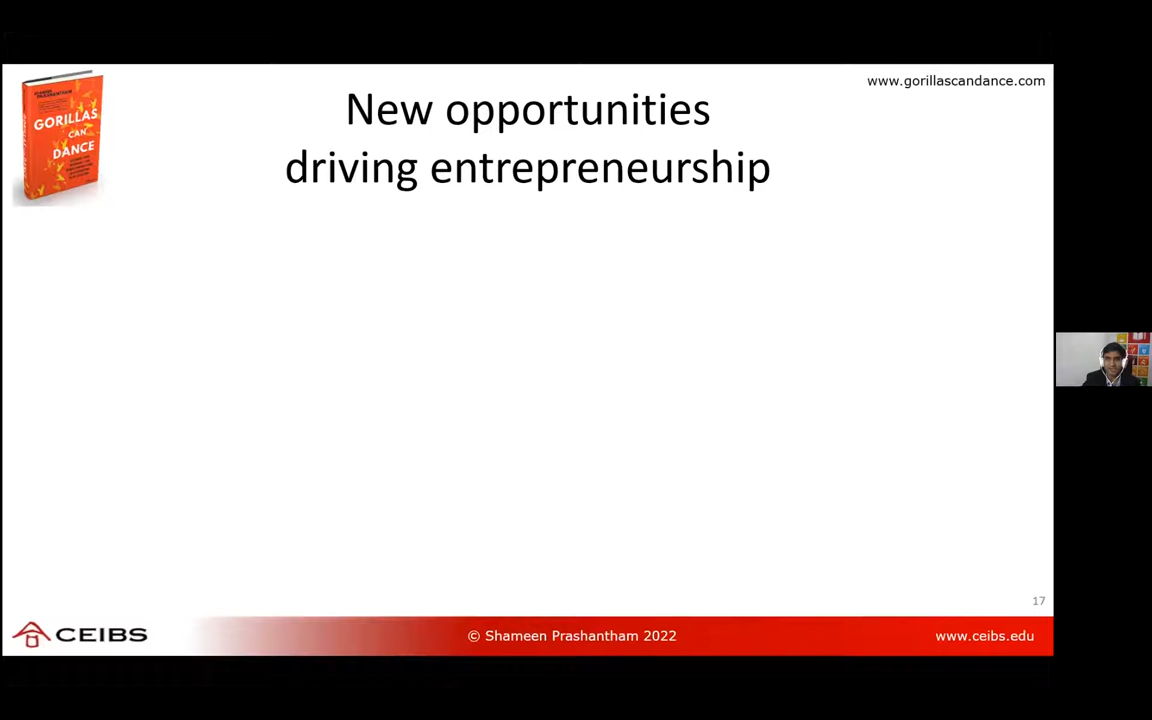 GORILLAS
CAN
DANCE
www.gorillascandance.com
New opportunities
driving entrepreneurship
17
CEIBS
© Shameen Prashantham 2022
www.ceibs.edu